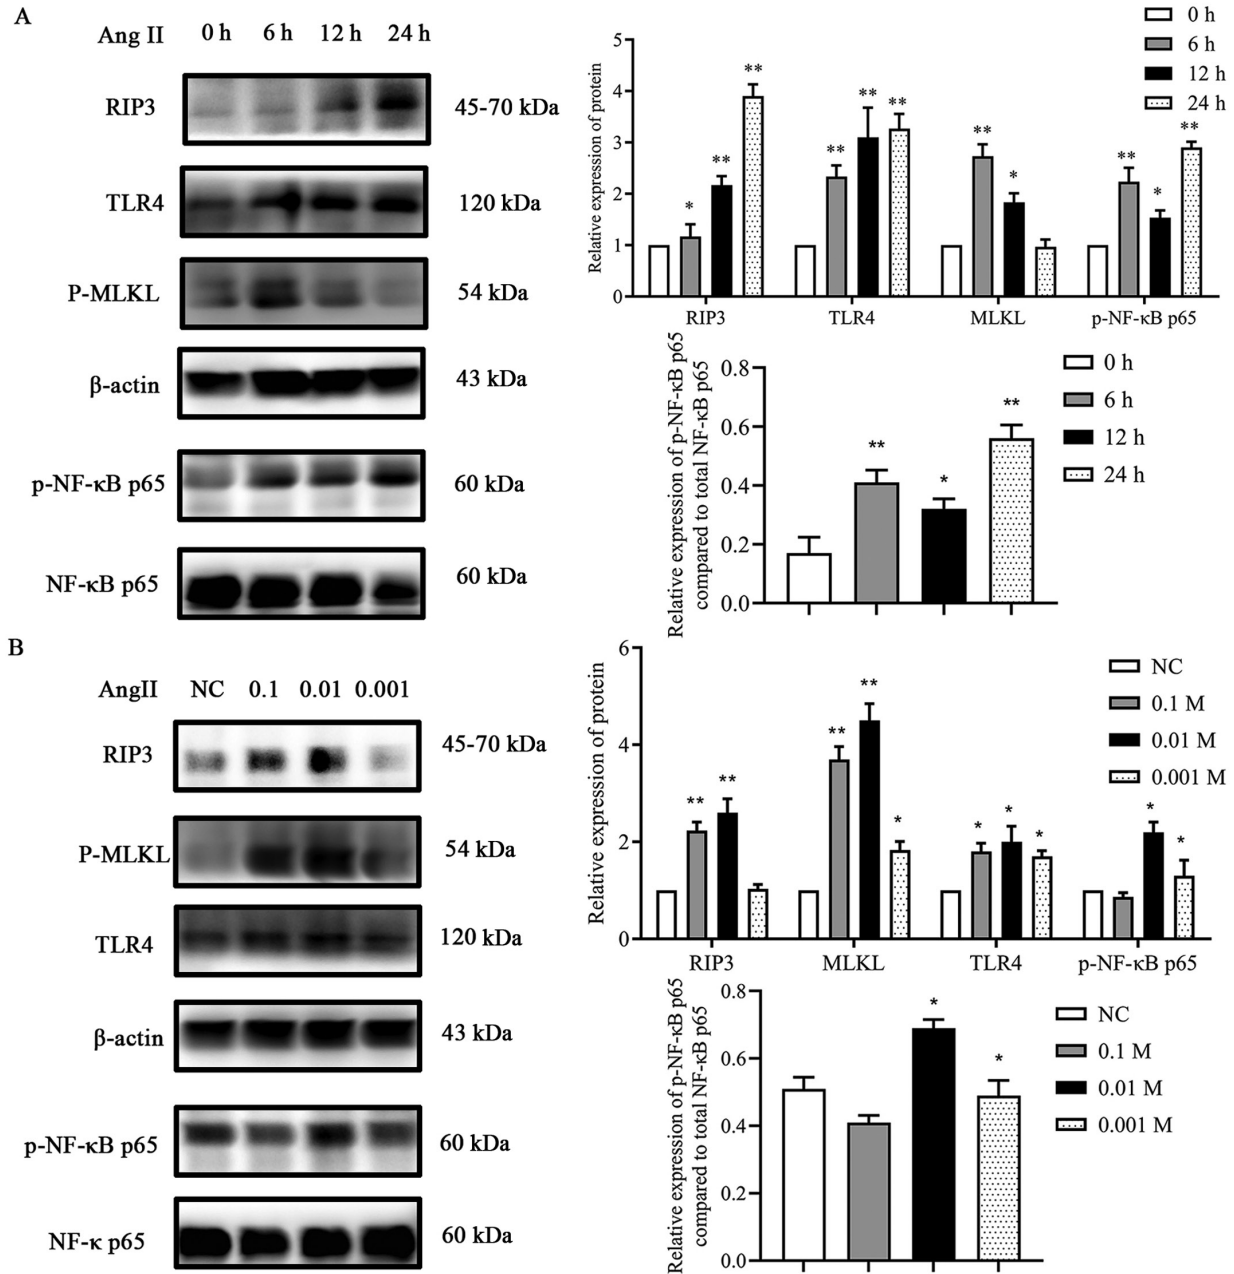 A
Ang II 0 h 6 h 12 h 24 h
RIP3 45-70 kDa
TLR4 120 kDa
P-MLKL 54 kDa
β-actin 43 kDa
p-NF-κB p65 60 kDa
NF-κB p65 60 kDa
Relative expression of protein
5
4
3
2
1
0
* ** **
** ** **
** *
** * **
RIP3 TLR4 MLKL p-NF-κB p65
0 h
6 h
12 h
24 h
Relative expression of p-NF-κB p65
compared to total NF-κB p65
0.8
0.6
0.4
0.2
0.0
** * **
0 h
6 h
12 h
24 h
B
AngII NC 0.1 0.01 0.001
RIP3 45-70 kDa
P-MLKL 54 kDa
TLR4 120 kDa
β-actin 43 kDa
p-NF-κB p65 60 kDa
NF-κ p65 60 kDa
Relative expression of protein
6
4
2
0
** **
** ** *
* * *
* *
RIP3 MLKL TLR4 p-NF-κB p65
NC
0.1 M
0.01 M
0.001 M
Relative expression of p-NF-κB p65
compared to total NF-κB p65
0.8
0.6
0.4
0.2
0.0
* *
NC
0.1 M
0.01 M
0.001 M